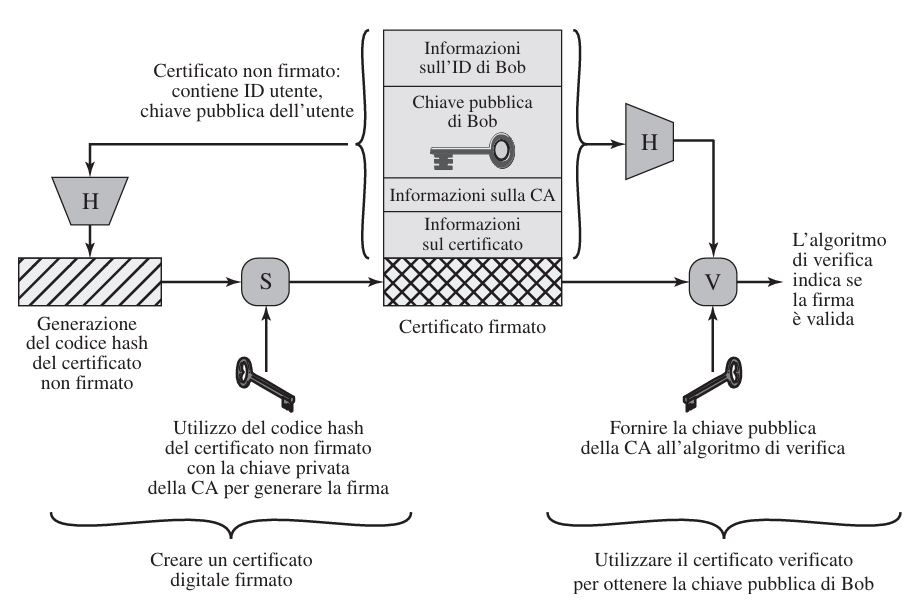 Informazioni
sull'ID di Bob
Certificato non firmato:
contiene ID utente,
chiave pubblica dell'utente
Chiave pubblica
di Bob
H
H
Informazioni sulla CA
Informazioni
sul certificato
S
V
L'algoritmo
di verifica
indica se
la firma
è valida
Generazione
del codice hash
del certificato
non firmato
Certificato firmato
Utilizzo del codice hash
del certificato non firmato
con la chiave privata
della CA per generare la firma
Fornire la chiave pubblica
della CA all'algoritmo di verifica
Creare un certificato
digitale firmato
Utilizzare il certificato verificato
per ottenere la chiave pubblica di Bob